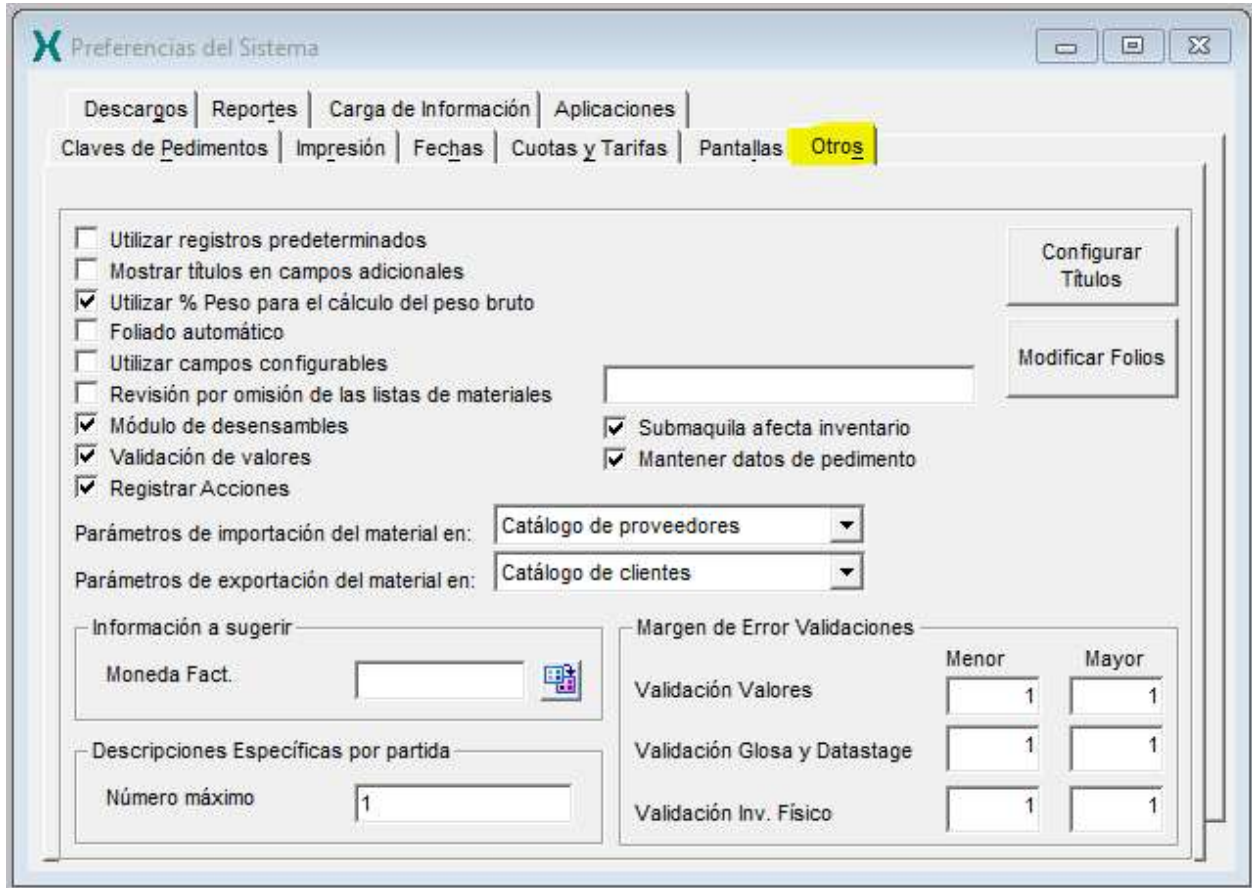 Preferencias del Sistema
Descargos Reportes Carga de Información Aplicaciones
Claves de Pedimentos Impresión Fechas Cuotas y Tarifas Pantallas Otros
Utilizar registros predeterminados
Mostrar títulos en campos adicionales
Utilizar % Peso para el cálculo del peso bruto
Foliado automático
Utilizar campos configurables
Revisión por omisión de las listas de materiales
Módulo de desensambles
Validación de valores
Registrar Acciones
Configurar
Títulos
Modificar Folios
Submaquila afecta inventario
Mantener datos de pedimento
Parámetros de importación del material en: Catálogo de proveedores
Parámetros de exportación del material en: Catálogo de clientes
Información a sugerir
Moneda Fact.
Descripciones Específicas por partida
Número máximo 1
Margen de Error Validaciones
Menor Mayor
Validación Valores 1 1
Validación Glosa y Datastage 1 1
Validación Inv. Físico 1 1